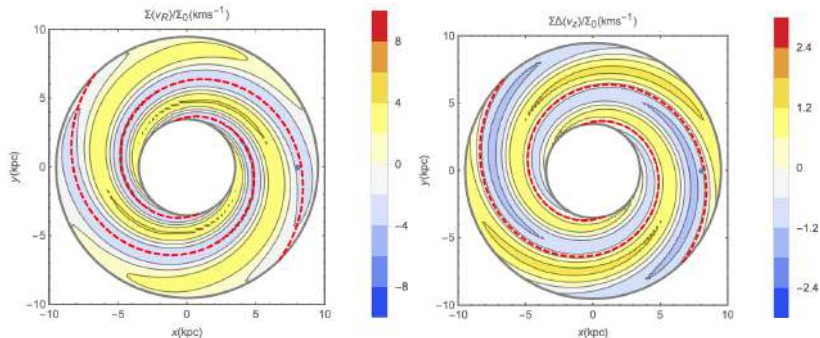 Σ⟨v_R⟩/Σ_0(kms⁻¹)
10
5
0
−5
−10
y(kpc)
−10 −5 0 5 10
x(kpc)
8
4
0
−4
−8
ΣΔ⟨v_z⟩/Σ_0(kms⁻¹)
10
5
0
−5
−10
y(kpc)
−10 −5 0 5 10
x(kpc)
2.4
1.2
0
−1.2
−2.4